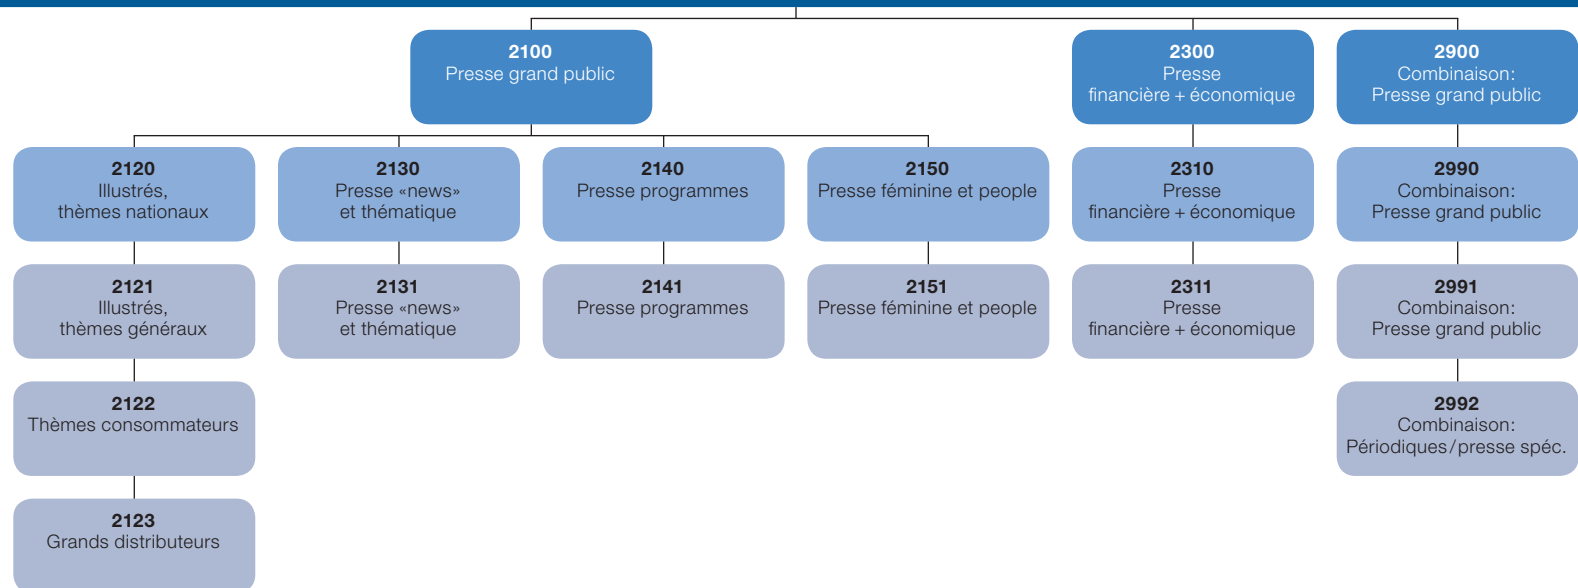 2100
Presse grand public
2300
Presse
financière + économique
2900
Combinaison:
Presse grand public
2120
Illustrés,
thèmes nationaux
2130
Presse «news»
et thématique
2140
Presse programmes
2150
Presse féminine et people
2310
Presse
financière + économique
2990
Combinaison:
Presse grand public
2121
Illustrés,
thèmes généraux
2131
Presse «news»
et thématique
2141
Presse programmes
2151
Presse féminine et people
2311
Presse
financière + économique
2991
Combinaison:
Presse grand public
2122
Thèmes consommateurs
2992
Combinaison:
Périodiques/presse spéc.
2123
Grands distributeurs